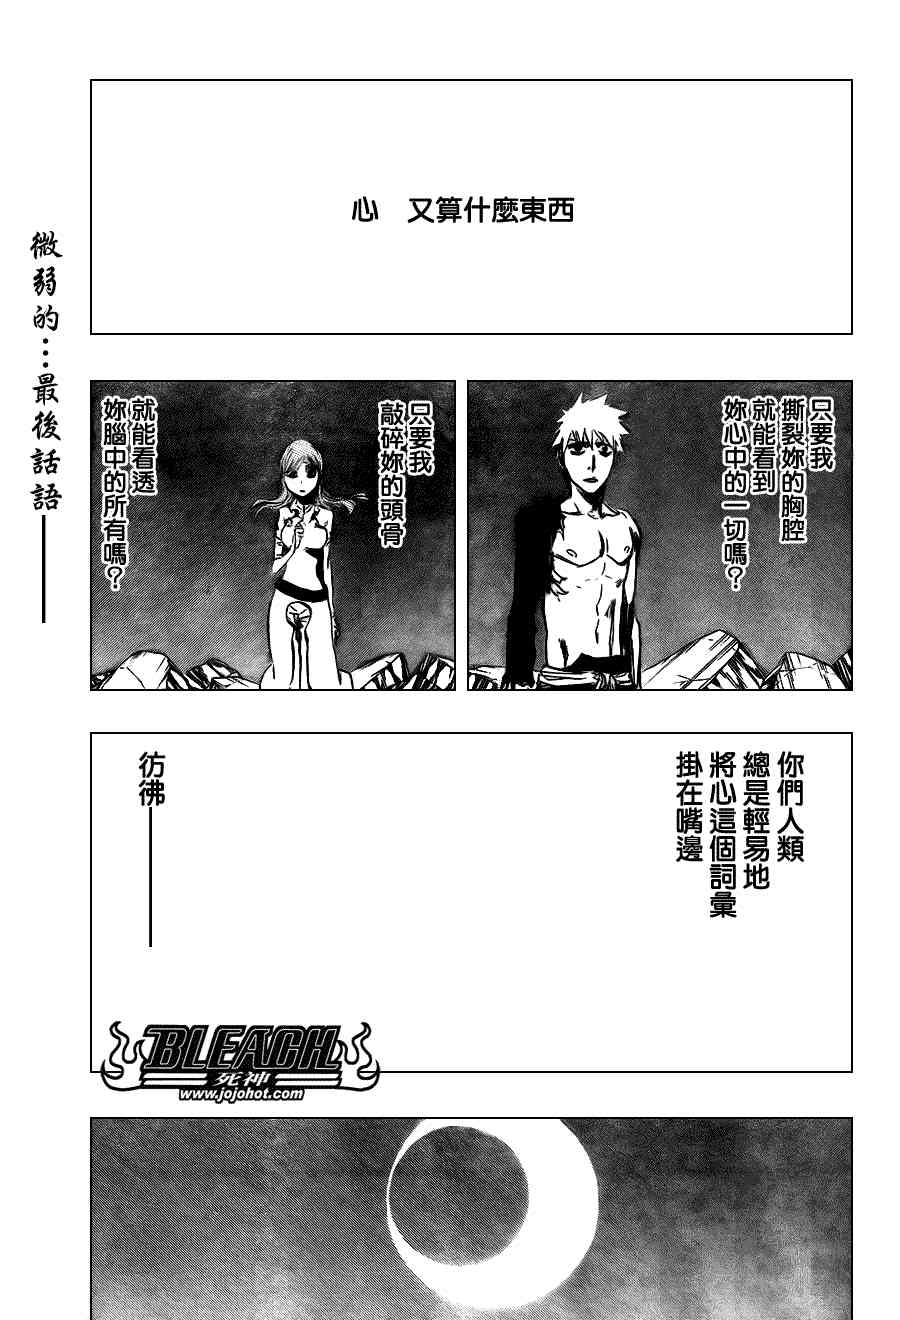 心　又算什麼東西
只要我
撕裂妳的胸腔
就能看到
妳心中的一切嗎？
只要我
敲碎妳的頭骨
就能看透
妳腦中的所有嗎？
你們人類
總是輕易地
將心這個詞彙
掛在嘴邊
彷彿——
微弱的…最後話語——
BLEACH
死神
www.jojohot.com